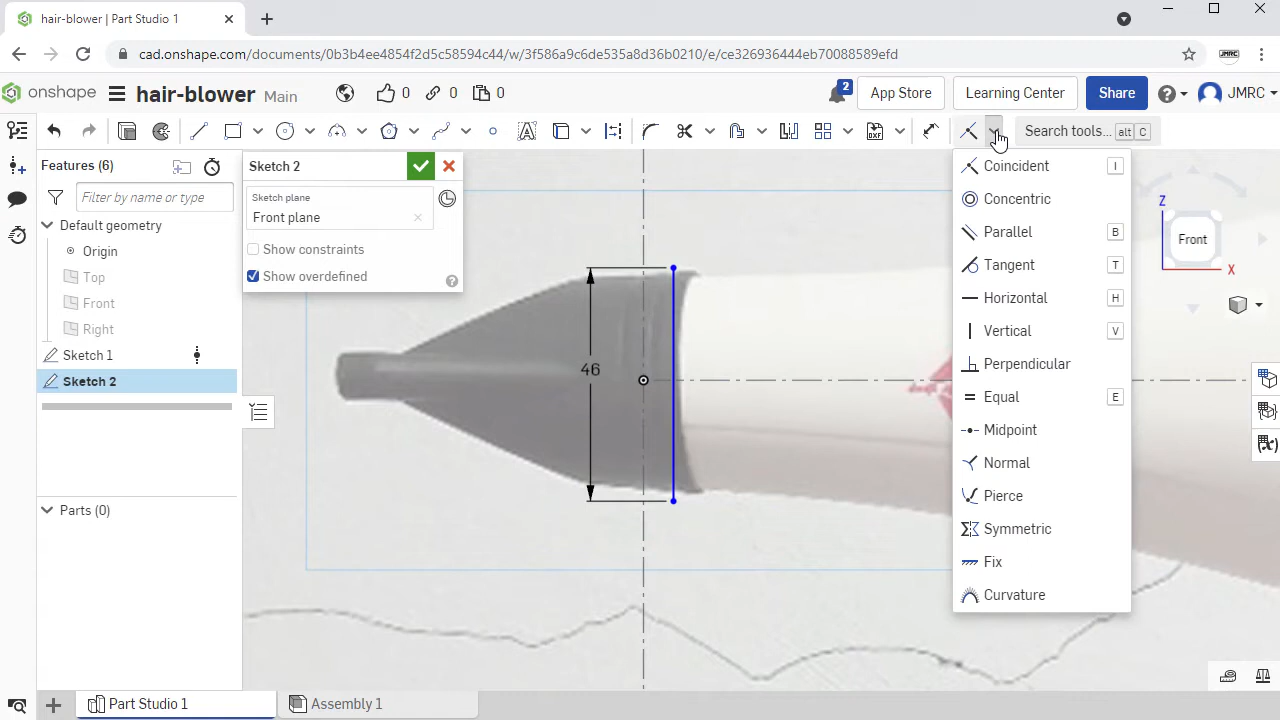 hair-blower | Part Studio 1
cad.onshape.com/documents/0b3b4ee4854f2d5c58594c44/w/3f586a9c6de535a8d36b0210/e/ce326936444eb70088589efd
JMRC
onshape
hair-blower Main
0
0
0
2
App Store
Learning Center
Share
JMRC
DXF
Search tools... alt C
Features (6)
Filter by name or type
Default geometry
Origin
Top
Front
Right
Sketch 1
Sketch 2
Parts (0)
Sketch 2
Sketch plane
Front plane
Show constraints
Show overdefined
46
Coincident I
Concentric
Parallel B
Tangent T
Horizontal H
Vertical V
Perpendicular
Equal E
Midpoint
Normal
Pierce
Symmetric
Fix
Curvature
Z
Front
X
(x)
Part Studio 1
Assembly 1